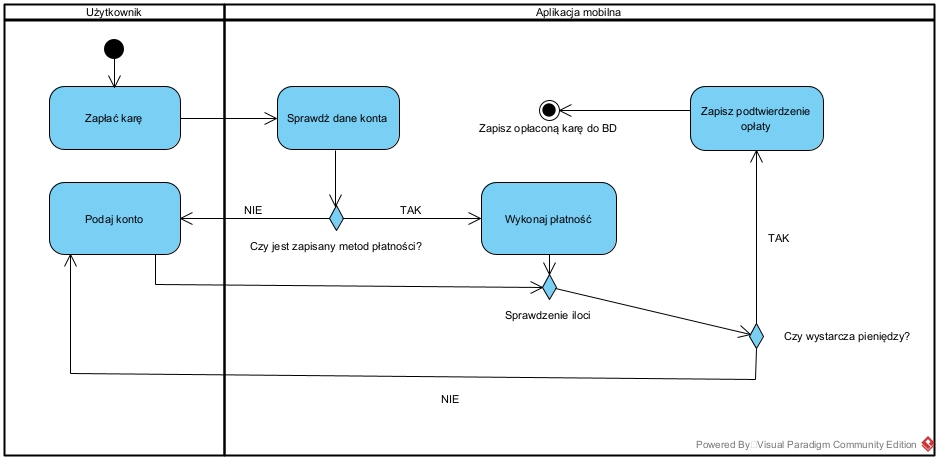 Użytkownik
Aplikacja mobilna
Zapłać karę
Sprawdź dane konta
Zapisz podtwierdzenie
opłaty
Zapisz opłaconą karę do BD
Podaj konto
NIE
TAK
Wykonaj płatność
Czy jest zapisany metod płatności?
TAK
Sprawdzenie iloci
Czy wystarcza pieniędzy?
NIE
Powered By Visual Paradigm Community Edition